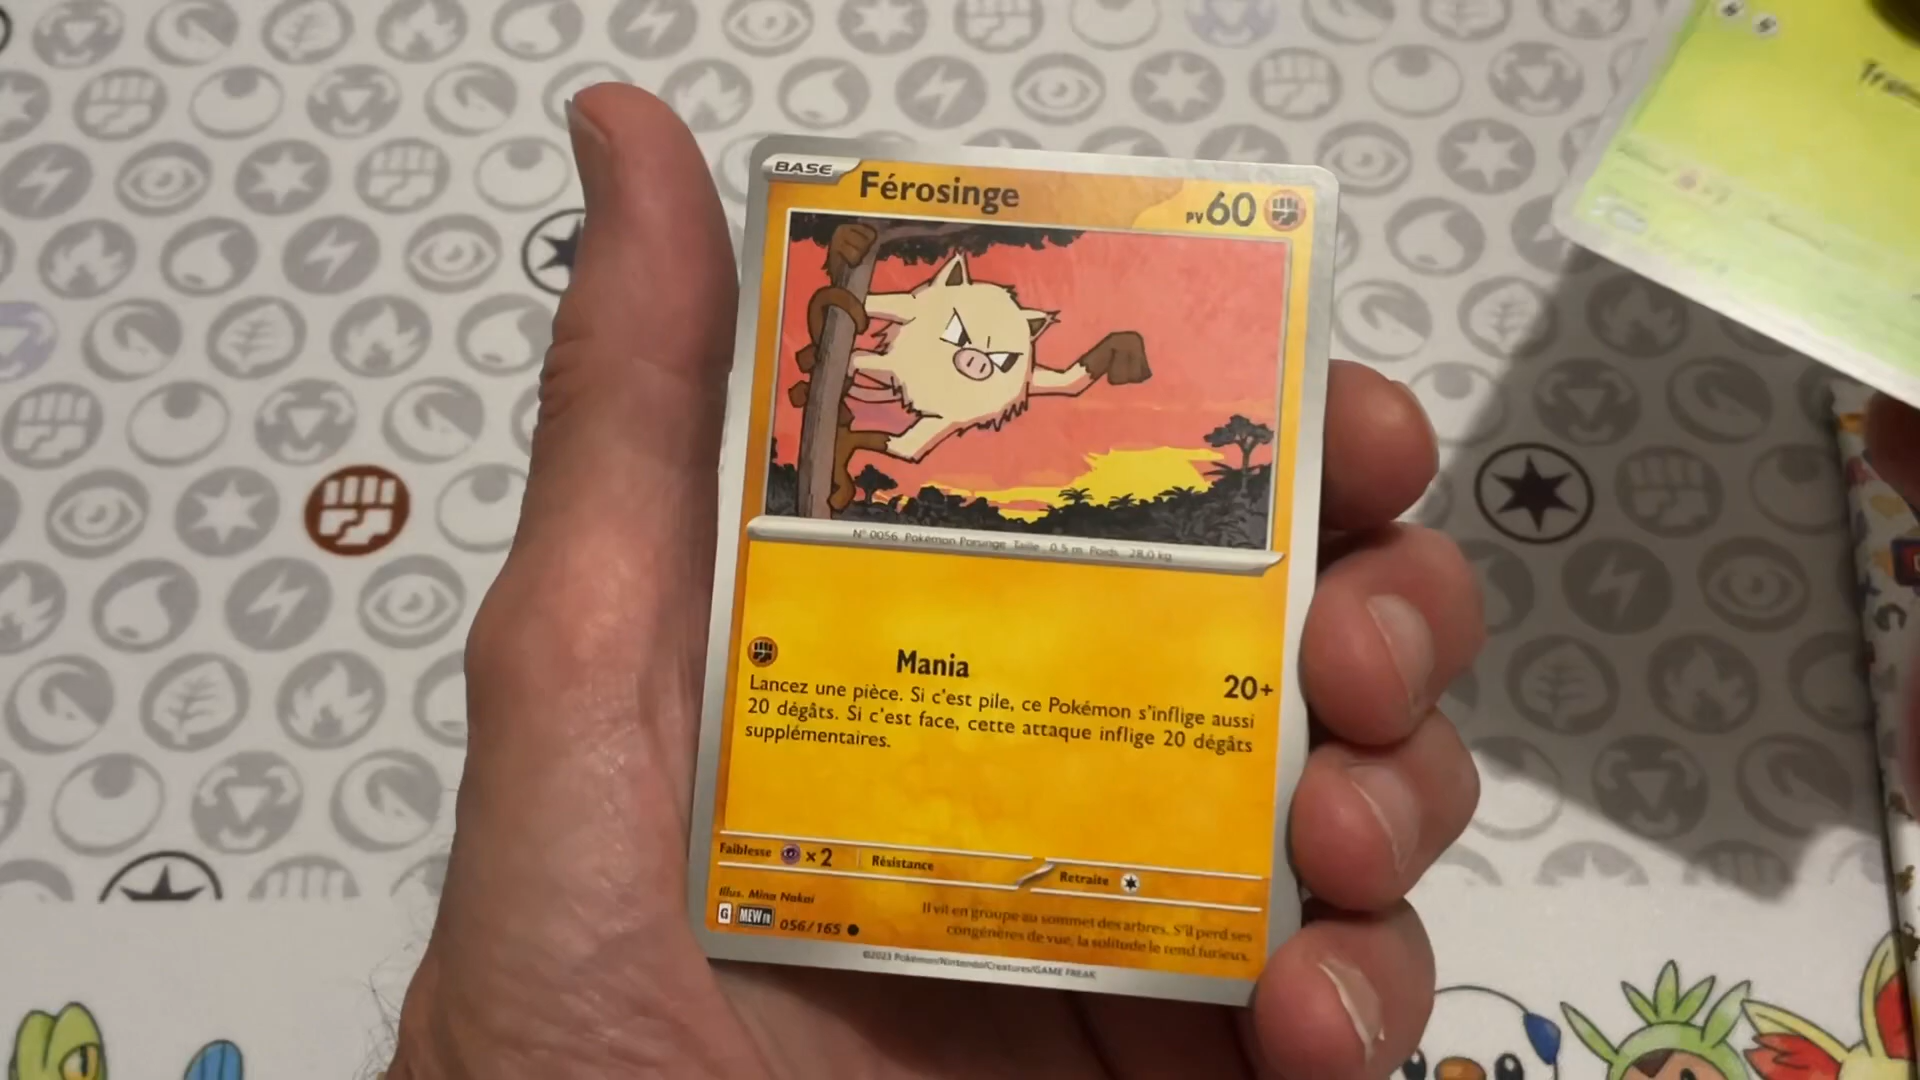 BASE
Férosinge
PV 60
N° 0056 Pokémon Porsinge Taille : 0.5 m Poids : 28.0 kg
Mania
20+
Lancez une pièce. Si c'est pile, ce Pokémon s'inflige aussi
20 dégâts. Si c'est face, cette attaque inflige 20 dégâts
supplémentaires.
Faiblesse ×2 Résistance Retraite
Illus. Mina Nakai
G MEW FR 056/165
Il vit en groupe au sommet des arbres. S'il perd ses
congénères de vue, la solitude le rend furieux.
©2023 Pokémon/Nintendo/Creatures/GAME FREAK